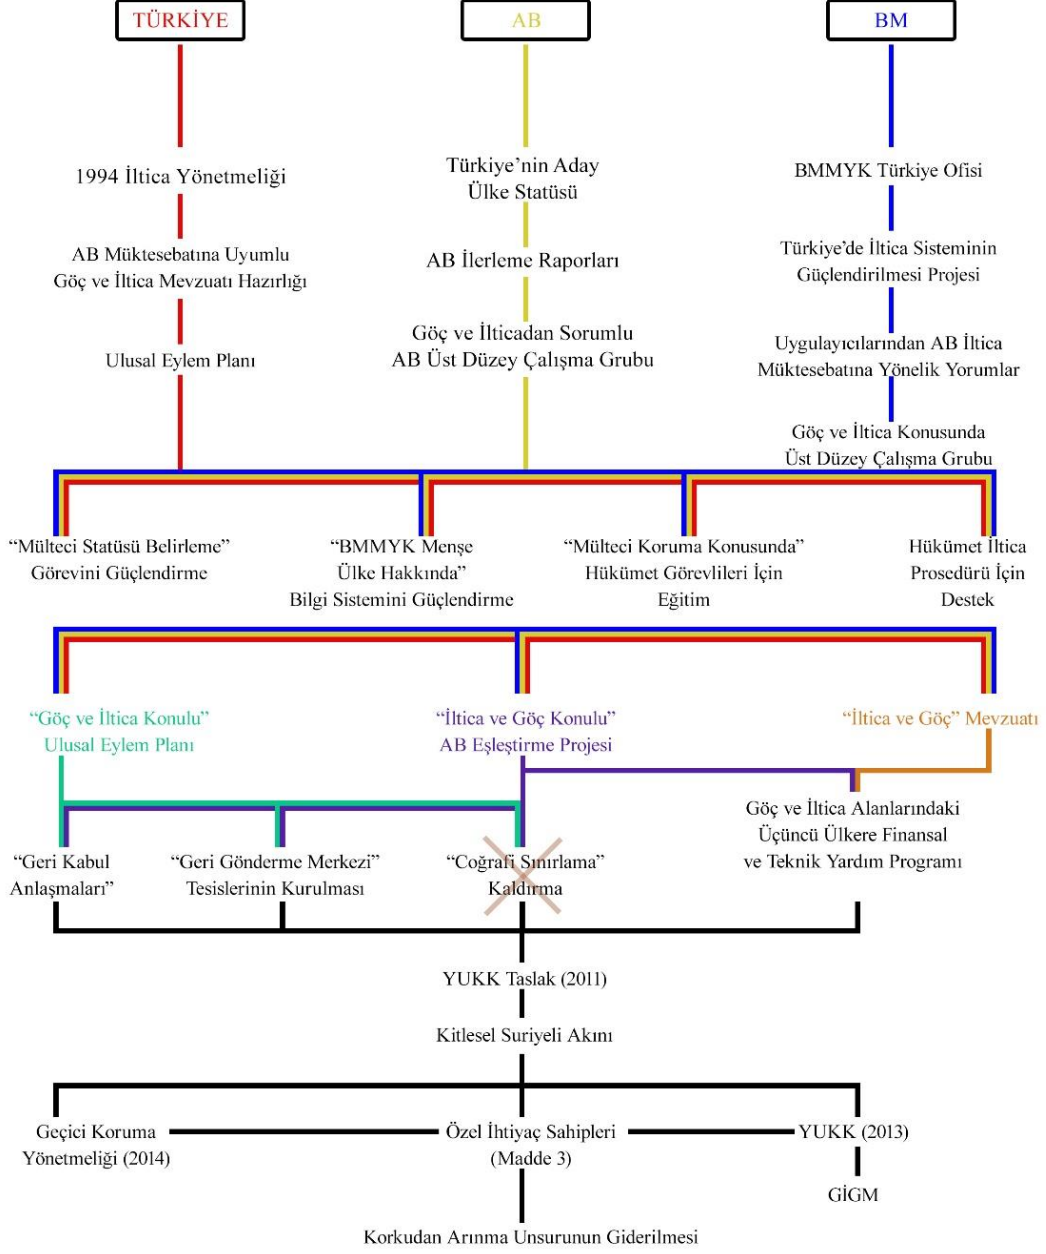 TÜRKİYE
AB
BM
1994 İltica Yönetmeliği
AB Müktesebatına Uyumlu
Göç ve İltica Mevzuatı Hazırlığı
Ulusal Eylem Planı
Türkiye’nin Aday
Ülke Statüsü
AB İlerleme Raporları
Göç ve İlticadan Sorumlu
AB Üst Düzey Çalışma Grubu
BMMYK Türkiye Ofisi
Türkiye’de İltica Sisteminin
Güçlendirilmesi Projesi
Uygulayıcılarından AB İltica
Müktesebatına Yönelik Yorumlar
Göç ve İltica Konusunda
Üst Düzey Çalışma Grubu
“Mülteci Statüsü Belirleme”
Görevini Güçlendirme
“BMMYK Menşe
Ülke Hakkında”
Bilgi Sistemini Güçlendirme
“Mülteci Koruma Konusunda”
Hükümet Görevlileri İçin
Eğitim
Hükümet İltica
Prosedürü İçin
Destek
“Göç ve İltica Konulu”
Ulusal Eylem Planı
“İltica ve Göç Konulu”
AB Eşleştirme Projesi
“İltica ve Göç” Mevzuatı
“Geri Kabul
Anlaşmaları”
“Geri Gönderme Merkezi”
Tesislerinin Kurulması
“Coğrafi Sınırlama”
Kaldırma
Göç ve İltica Alanlarındaki
Üçüncü Ülkere Finansal
ve Teknik Yardım Programı
YUKK Taslak (2011)
Kitlesel Suriyeli Akını
Geçici Koruma
Yönetmeliği (2014)
Özel İhtiyaç Sahipleri
(Madde 3)
YUKK (2013)
GİGM
Korkudan Arınma Unsurunun Giderilmesi